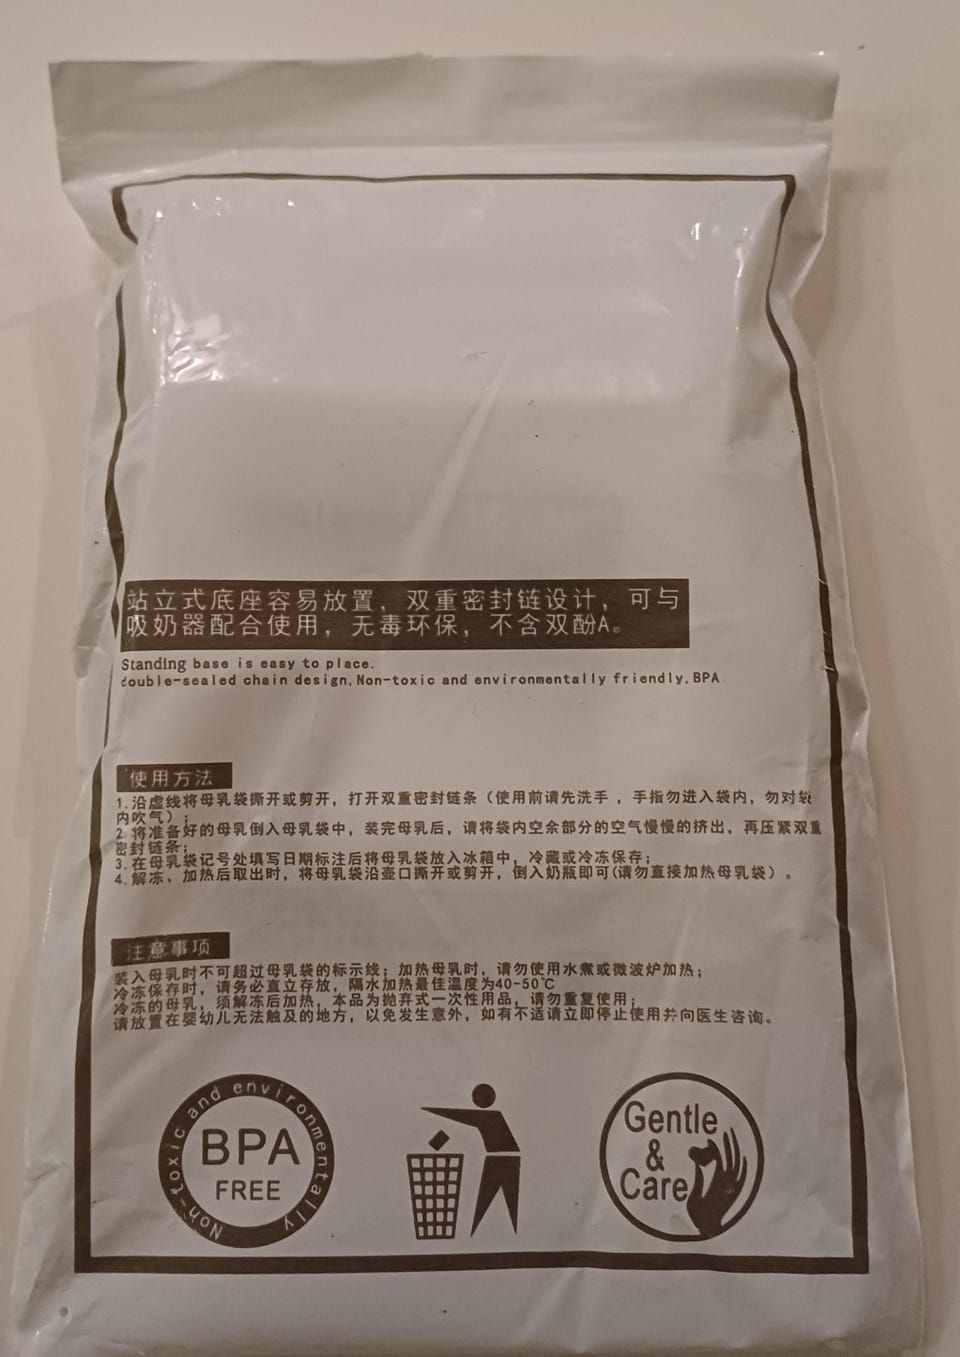 站立式底座容易放置，双重密封链设计，可与
吸奶器配合使用，无毒环保，不含双酚A。
Standing base is easy to place.
double-sealed chain design,Non-toxic and environmentally friendly,BPA
使用方法
1.沿虚线将母乳袋撕开或剪开，打开双重密封链条（使用前请先洗手，手指勿进入袋内，勿对袋
内吹气）；
2.将准备好的母乳倒入母乳袋中，装完母乳后，请将袋内空余部分的空气慢慢的挤出，再压紧双重
密封链条；
3.在母乳袋记号处填写日期标注后将母乳袋放入冰箱中，冷藏或冷冻保存；
4.解冻、加热后取出时，将母乳袋沿壶口撕开或剪开，倒入奶瓶即可(请勿直接加热母乳袋）。
注意事项
装入母乳时不可超过母乳袋的标示线；加热母乳时，请勿使用水煮或微波炉加热；
冷冻保存时，请务必直立存放，隔水加热最佳温度为40-50℃
冷冻的母乳，须解冻后加热，本品为抛弃式一次性用品，请勿重复使用；
请放置在婴幼儿无法触及的地方，以免发生意外，如有不适请立即停止使用并向医生咨询。
Non-toxic and environmentally
BPA
FREE
Gentle
&
Care